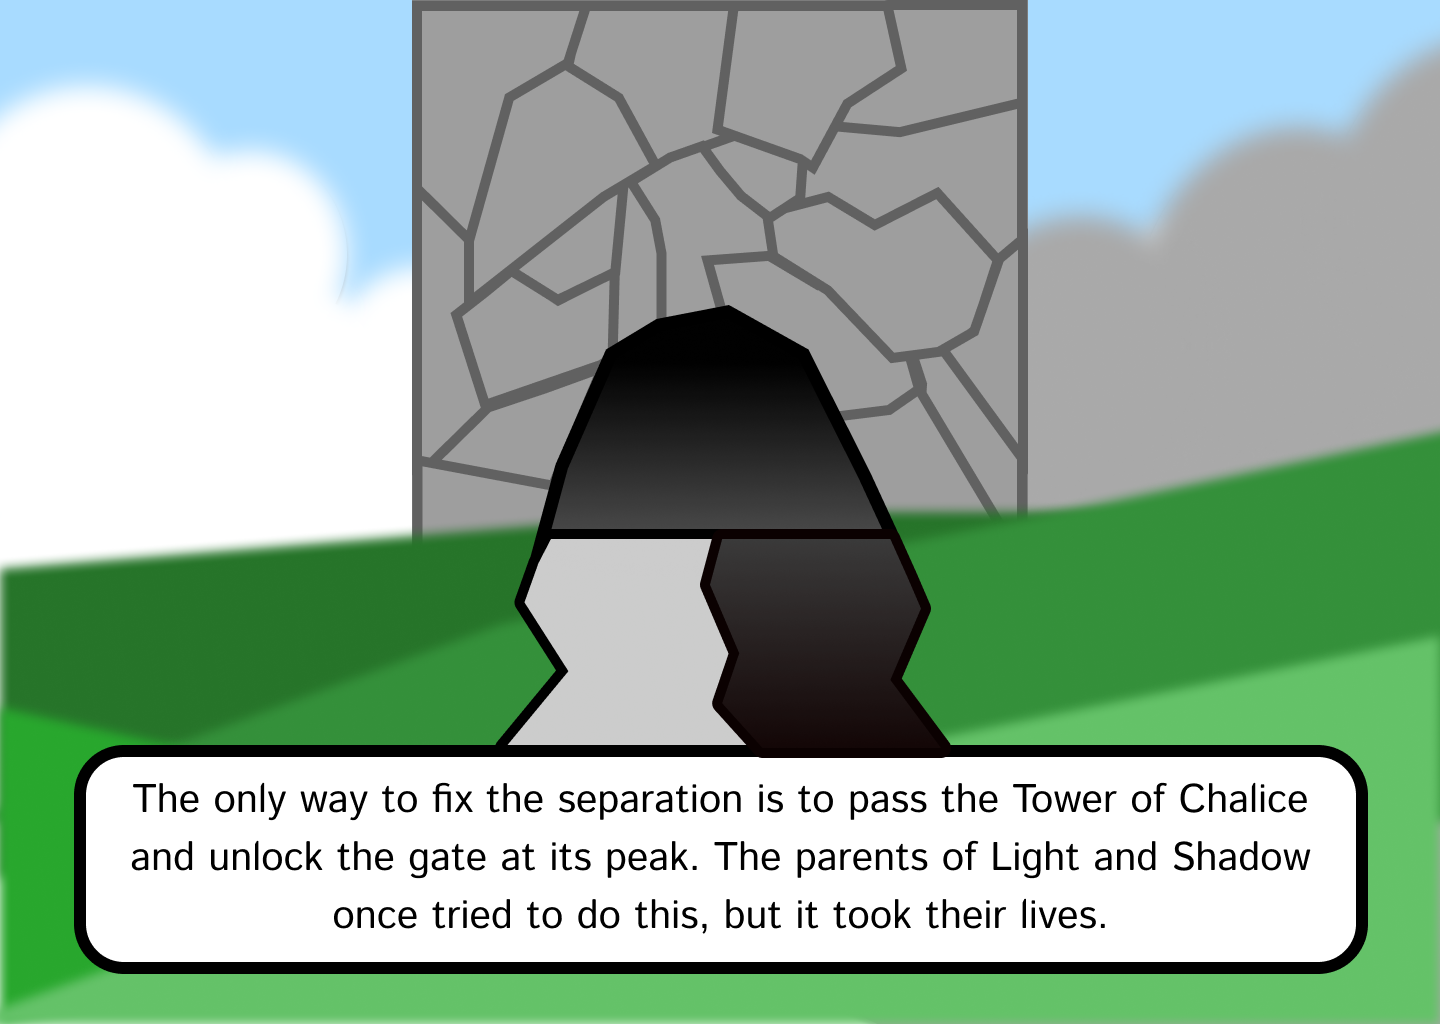 The only way to fix the separation is to pass the Tower of Chalice
and unlock the gate at its peak. The parents of Light and Shadow
once tried to do this, but it took their lives.